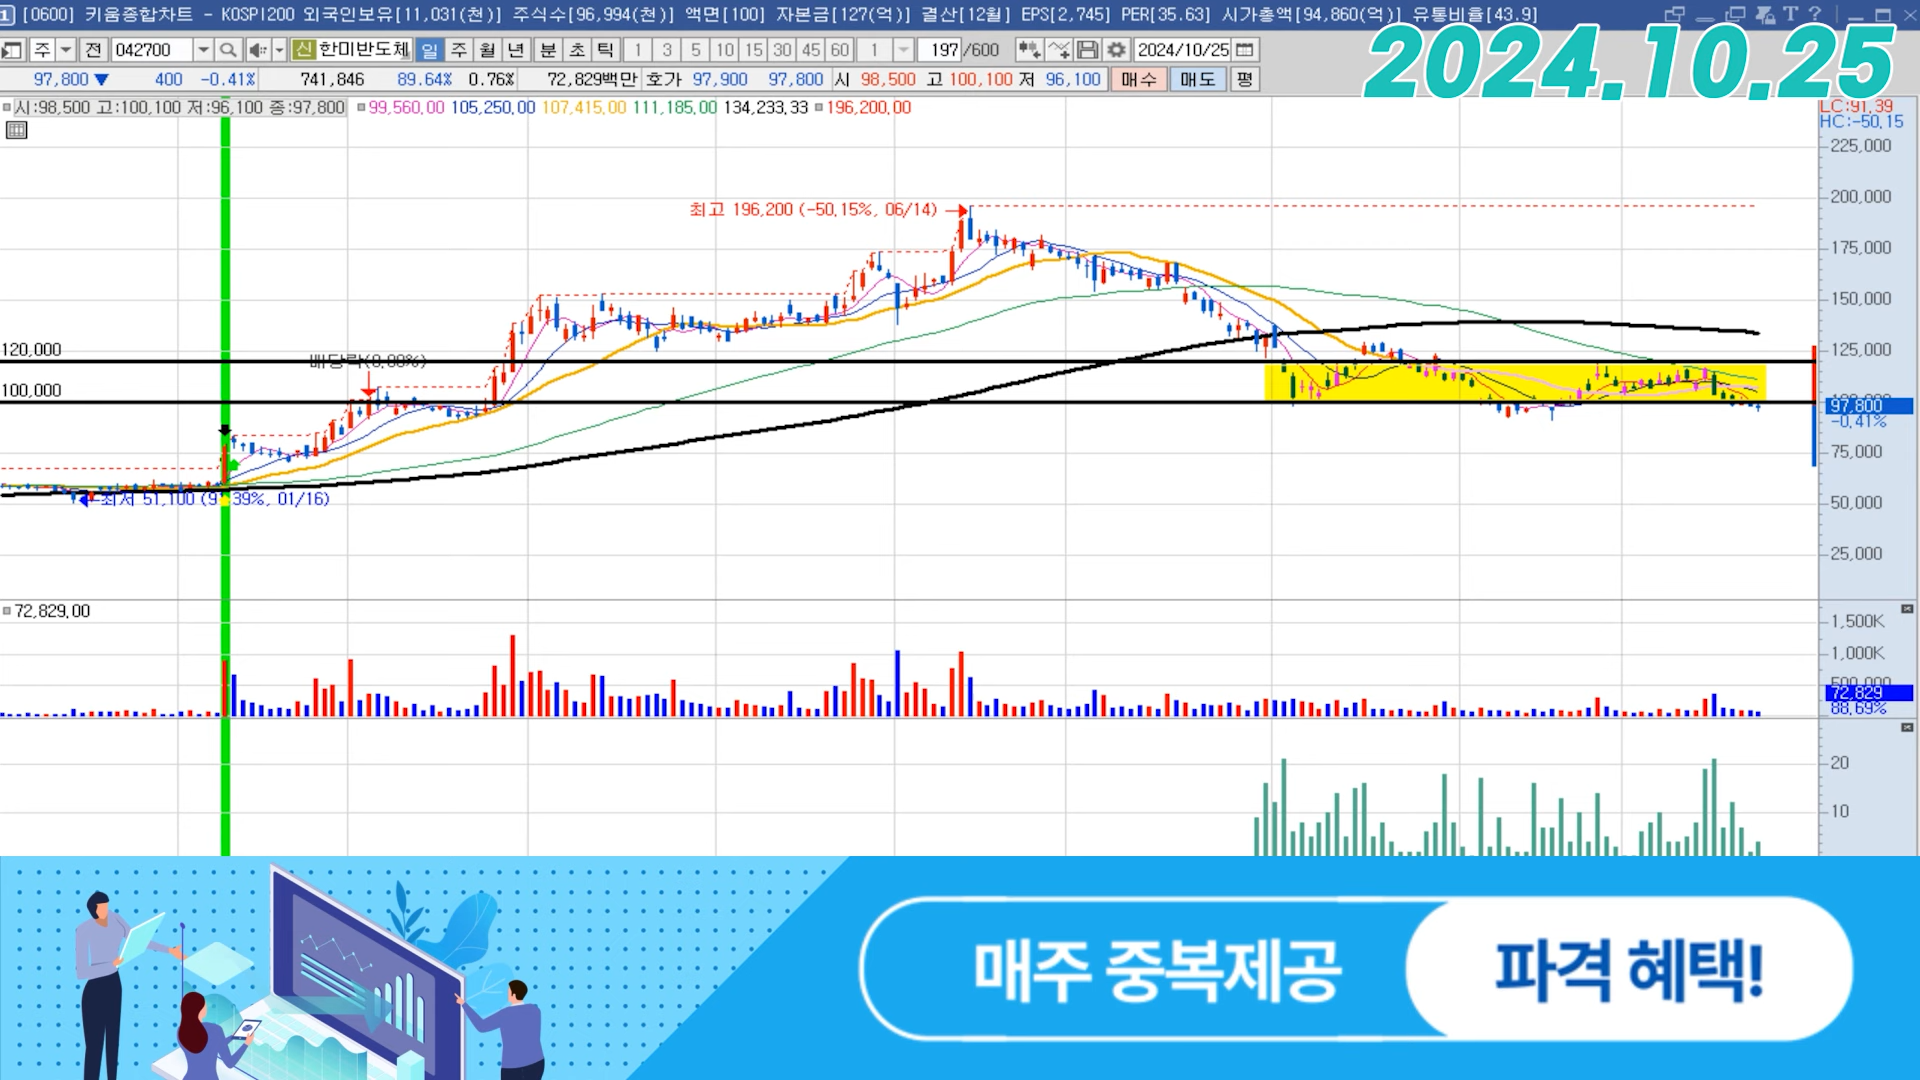 [0600] 키움종합차트 - KOSPI200 외국인보유[11,031(천)] 주식수[96,994(천)] 액면[100] 자본금[127(억)] 결산[12월] EPS[2,745] PER[35.63] 시가총액[94,860(억)] 유통비율[43.9]
2024.10.25
주 전 042700 신 한미반도체 일 주 월 년 분 초 틱 1 3 5 10 15 30 45 60 1 197 /600 2024/10/25
97,800 ▼ 400 -0.41% 741,846 89.64% 0.76% 72,829백만 호가 97,900 97,800 시 98,500 고 100,100 저 96,100 매수 매도 평
시:98,500 고:100,100 저:96,100 종:97,800 99,560.00 105,250.00 107,415.00 111,185.00 134,233.33 196,200.00
LC:91.39
HC:-50.15
225,000
최고 196,200 (-50.15%, 06/14)
200,000
175,000
150,000
120,000
배당락(0.00%)
125,000
100,000
97,800
-0.41%
75,000
최저 51,100 (91.39%, 01/16)
50,000
25,000
72,829.00
1,500K
1,000K
72,829
88.69%
20
10
매주 중복제공
파격 혜택!